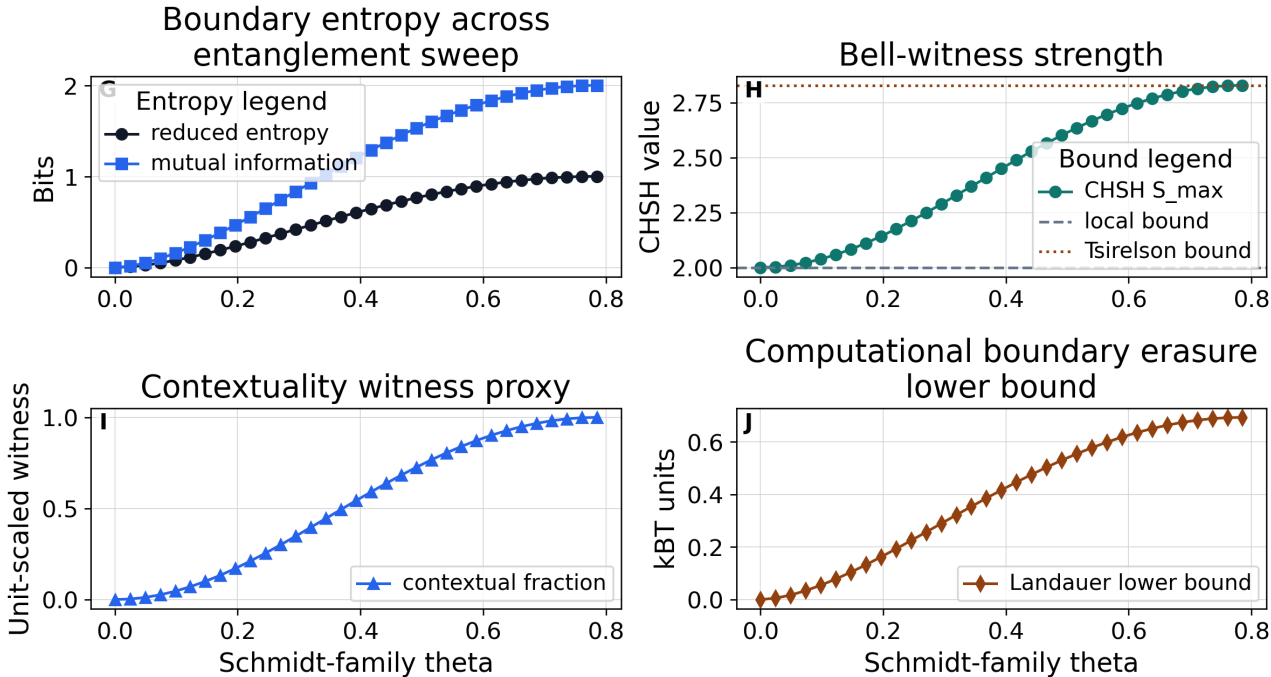 Boundary entropy across
entanglement sweep
G
Entropy legend
reduced entropy
mutual information
Bits
2
1
0
0.0 0.2 0.4 0.6 0.8
Bell-witness strength
H
CHSH value
2.75
2.50
2.25
2.00
Bound legend
CHSH S_max
local bound
Tsirelson bound
0.0 0.2 0.4 0.6 0.8
Contextuality witness proxy
I
Unit-scaled witness
1.0
0.5
0.0
contextual fraction
0.0 0.2 0.4 0.6 0.8
Schmidt-family theta
Computational boundary erasure
lower bound
J
kBT units
0.6
0.4
0.2
0.0
Landauer lower bound
0.0 0.2 0.4 0.6 0.8
Schmidt-family theta